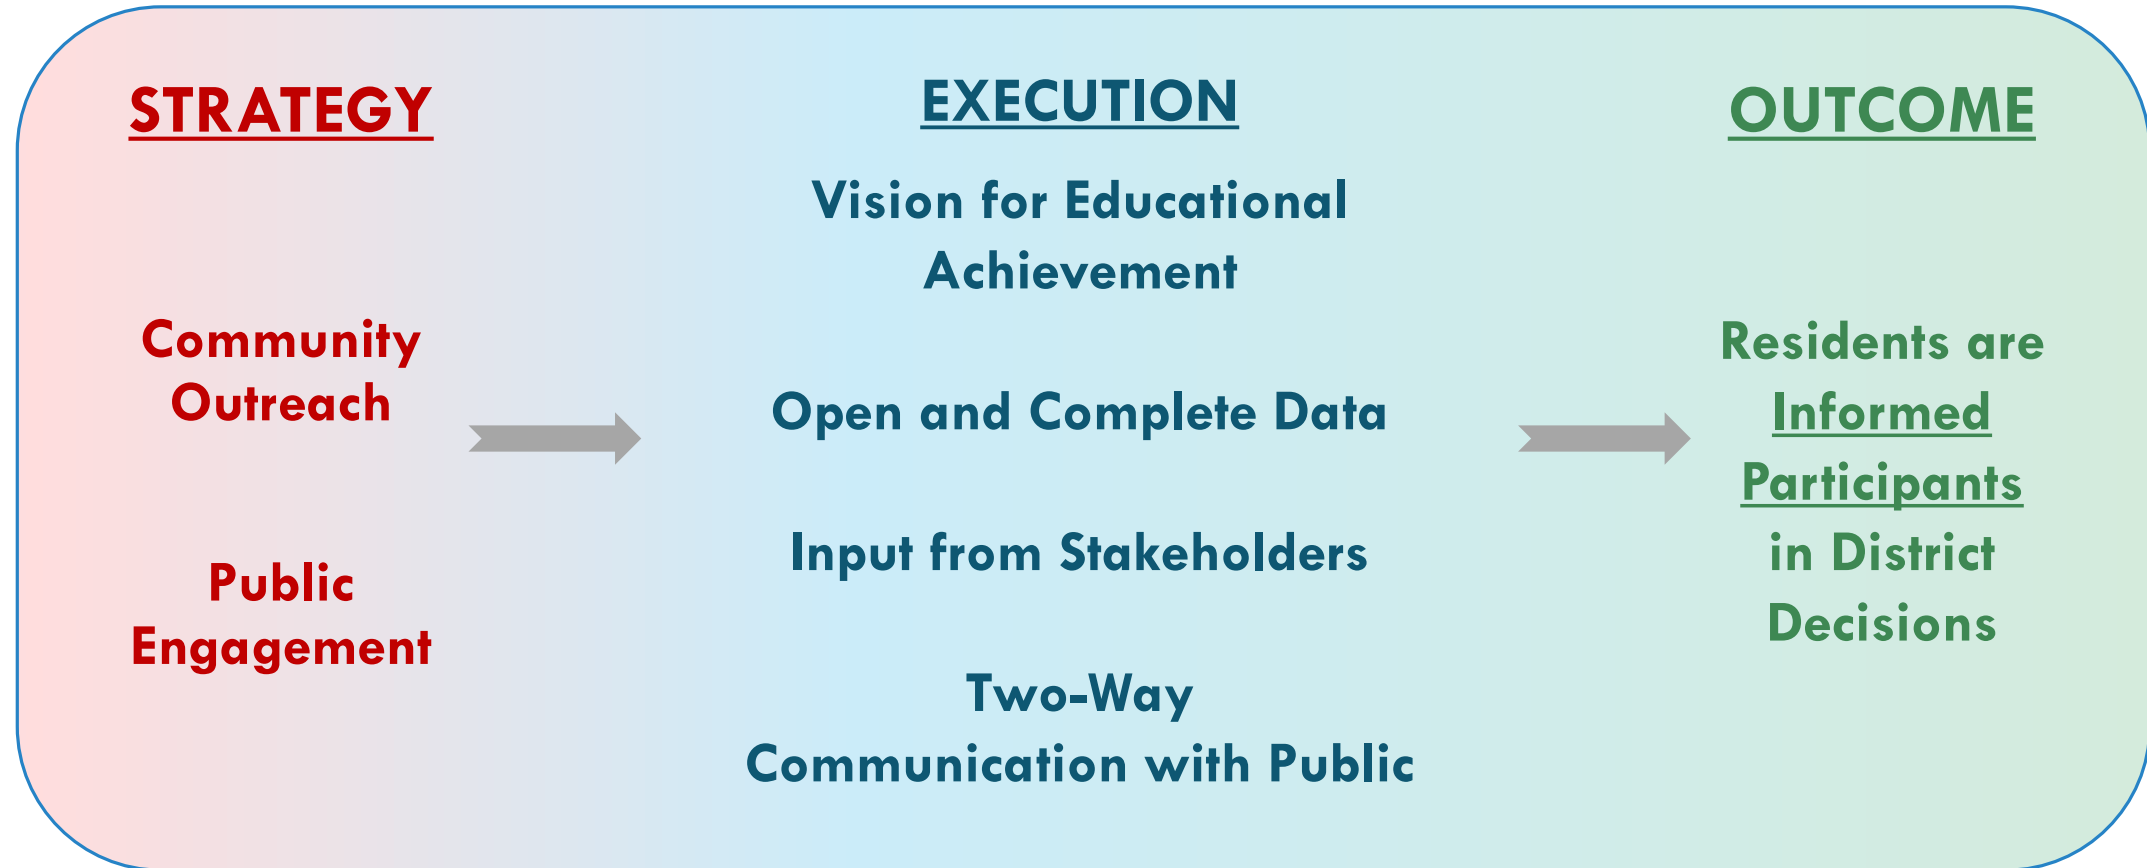 STRATEGY
Community
Outreach
Public
Engagement
EXECUTION
Vision for Educational
Achievement
Open and Complete Data
Input from Stakeholders
Two-Way
Communication with Public
OUTCOME
Residents are
Informed
Participants
in District
Decisions